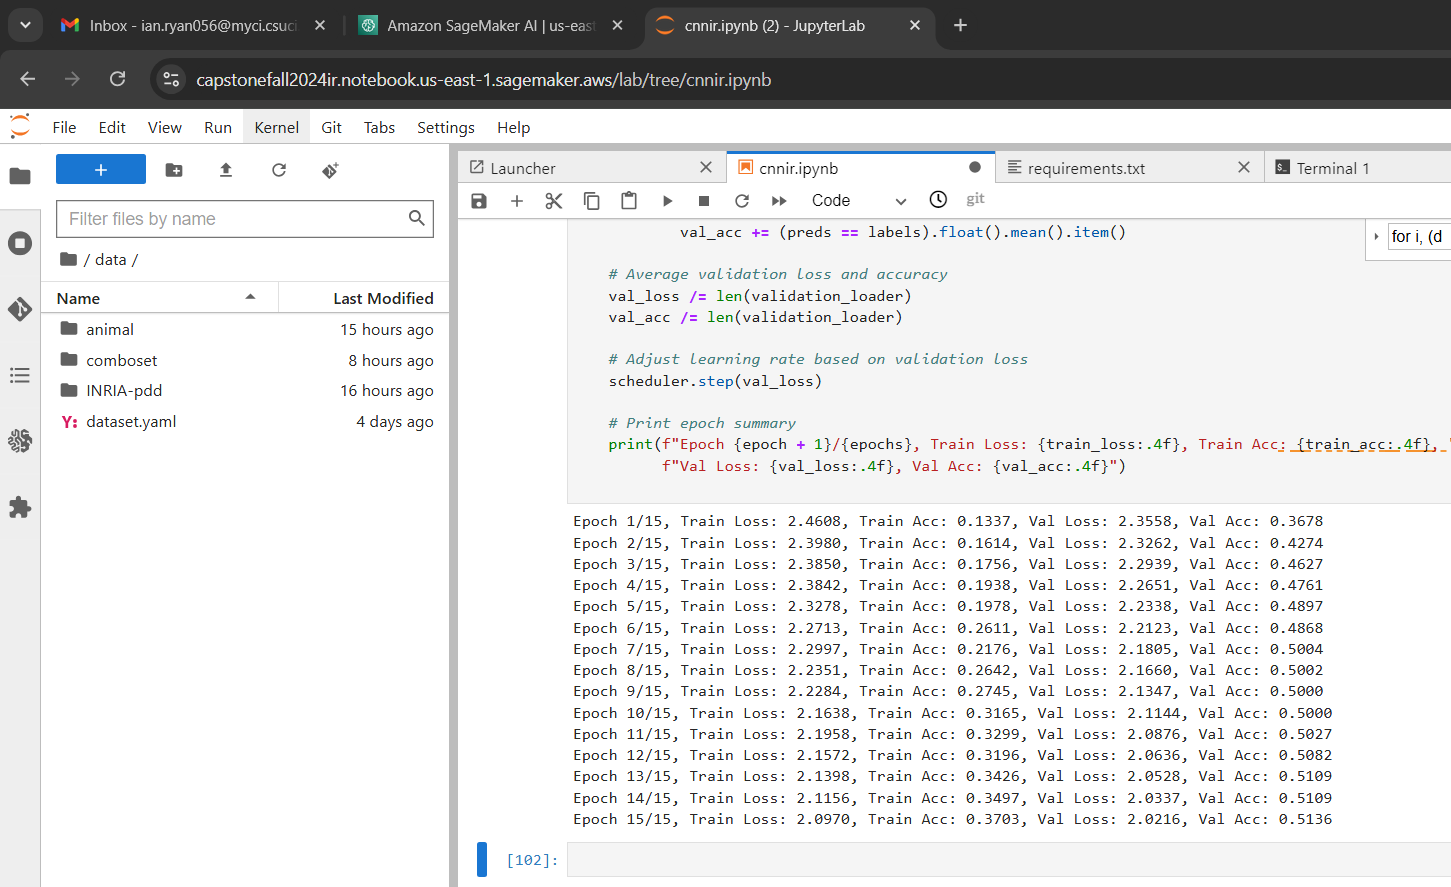 Inbox - ian.ryan056@myci.csuci
Amazon SageMaker AI | us-east
cnnir.ipynb (2) - JupyterLab
capstonefall2024ir.notebook.us-east-1.sagemaker.aws/lab/tree/cnnir.ipynb
File Edit View Run Kernel Git Tabs Settings Help
Launcher
cnnir.ipynb
requirements.txt
Terminal 1
Code
git
Filter files by name
/ data /
Name Last Modified
animal 15 hours ago
comboset 8 hours ago
INRIA-pdd 16 hours ago
Y: dataset.yaml 4 days ago
for i, (d
val_acc += (preds == labels).float().mean().item()
# Average validation loss and accuracy
val_loss /= len(validation_loader)
val_acc /= len(validation_loader)
# Adjust learning rate based on validation loss
scheduler.step(val_loss)
# Print epoch summary
print(f"Epoch {epoch + 1}/{epochs}, Train Loss: {train_loss:.4f}, Train Acc: {train_acc:.4f}, "
f"Val Loss: {val_loss:.4f}, Val Acc: {val_acc:.4f}")
Epoch 1/15, Train Loss: 2.4608, Train Acc: 0.1337, Val Loss: 2.3558, Val Acc: 0.3678
Epoch 2/15, Train Loss: 2.3980, Train Acc: 0.1614, Val Loss: 2.3262, Val Acc: 0.4274
Epoch 3/15, Train Loss: 2.3850, Train Acc: 0.1756, Val Loss: 2.2939, Val Acc: 0.4627
Epoch 4/15, Train Loss: 2.3842, Train Acc: 0.1938, Val Loss: 2.2651, Val Acc: 0.4761
Epoch 5/15, Train Loss: 2.3278, Train Acc: 0.1978, Val Loss: 2.2338, Val Acc: 0.4897
Epoch 6/15, Train Loss: 2.2713, Train Acc: 0.2611, Val Loss: 2.2123, Val Acc: 0.4868
Epoch 7/15, Train Loss: 2.2997, Train Acc: 0.2176, Val Loss: 2.1805, Val Acc: 0.5004
Epoch 8/15, Train Loss: 2.2351, Train Acc: 0.2642, Val Loss: 2.1660, Val Acc: 0.5002
Epoch 9/15, Train Loss: 2.2284, Train Acc: 0.2745, Val Loss: 2.1347, Val Acc: 0.5000
Epoch 10/15, Train Loss: 2.1638, Train Acc: 0.3165, Val Loss: 2.1144, Val Acc: 0.5000
Epoch 11/15, Train Loss: 2.1958, Train Acc: 0.3299, Val Loss: 2.0876, Val Acc: 0.5027
Epoch 12/15, Train Loss: 2.1572, Train Acc: 0.3196, Val Loss: 2.0636, Val Acc: 0.5082
Epoch 13/15, Train Loss: 2.1398, Train Acc: 0.3426, Val Loss: 2.0528, Val Acc: 0.5109
Epoch 14/15, Train Loss: 2.1156, Train Acc: 0.3497, Val Loss: 2.0337, Val Acc: 0.5109
Epoch 15/15, Train Loss: 2.0970, Train Acc: 0.3703, Val Loss: 2.0216, Val Acc: 0.5136
[102]: